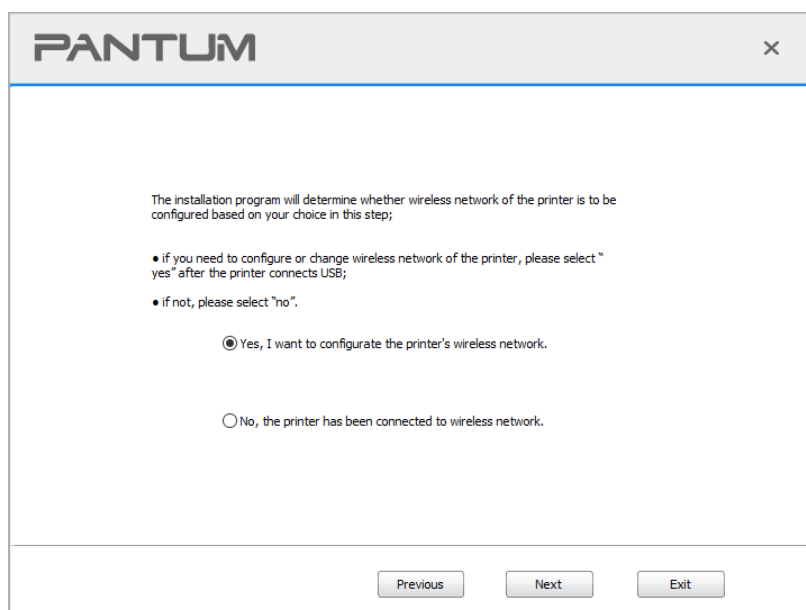 PANTUM
The installation program will determine whether wireless network of the printer is to be
configured based on your choice in this step;
● if you need to configure or change wireless network of the printer, please select “
yes” after the printer connects USB;
● if not, please select “no”.
Yes, I want to configurate the printer's wireless network.
No, the printer has been connected to wireless network.
Previous Next Exit